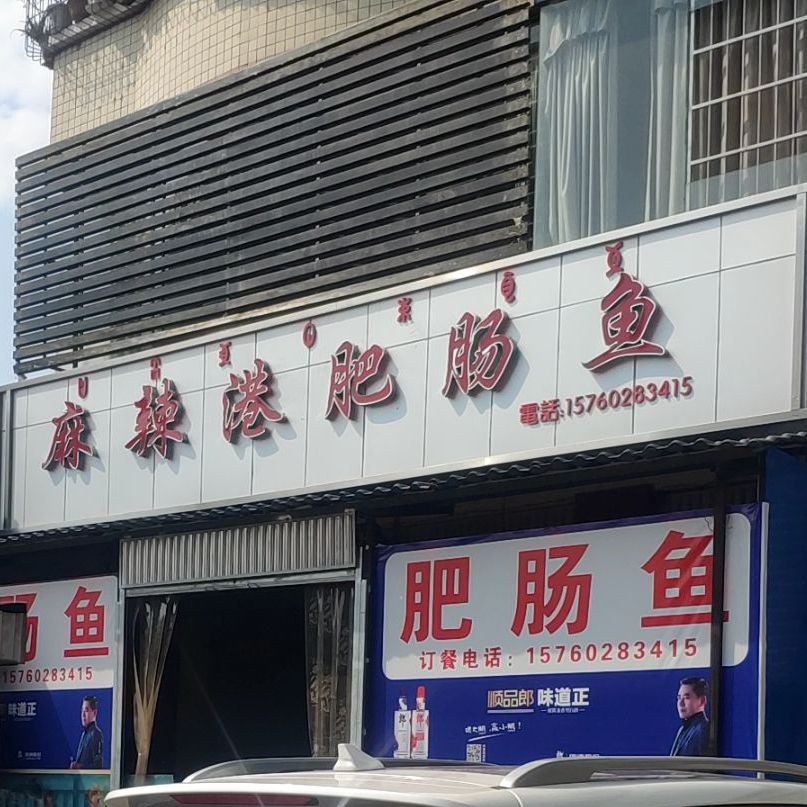 麻辣港肥肠鱼
電話:15760283415
肥 肠 鱼
订餐电话：15760283415
顺品郎 味道正
肠 鱼
15760283415
味道正